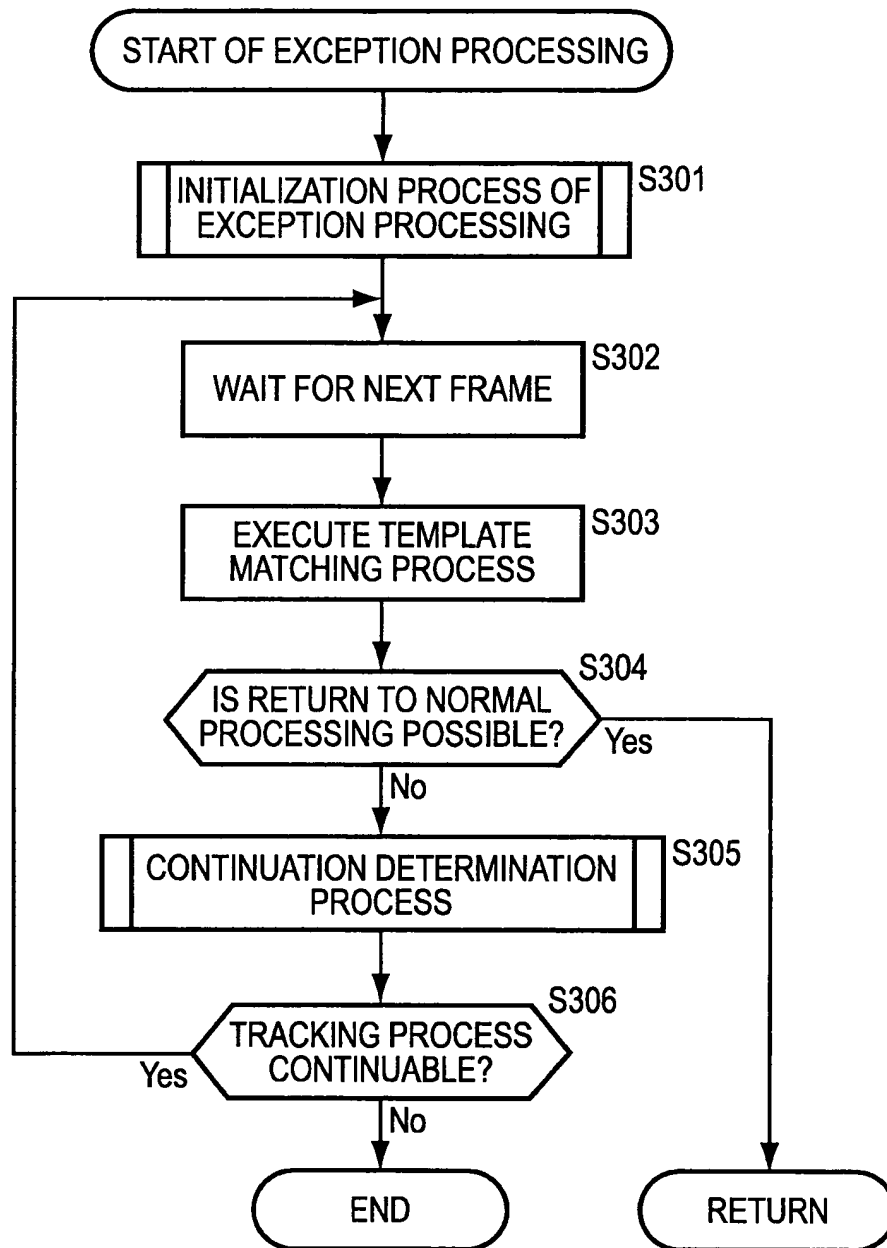 START OF EXCEPTION PROCESSING
S301
INITIALIZATION PROCESS OF
EXCEPTION PROCESSING
S302
WAIT FOR NEXT FRAME
S303
EXECUTE TEMPLATE
MATCHING PROCESS
S304
IS RETURN TO NORMAL
PROCESSING POSSIBLE?
Yes
No
S305
CONTINUATION DETERMINATION
PROCESS
S306
TRACKING PROCESS
CONTINUABLE?
Yes
No
END
RETURN